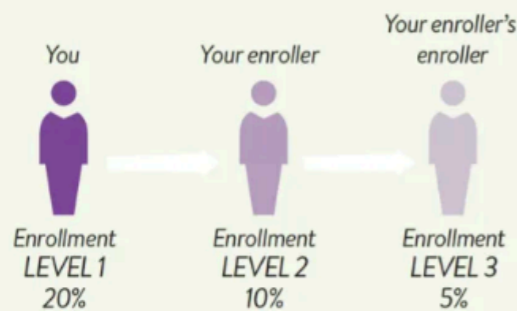 You
Enrollment
LEVEL 1
20%
Your enroller
Enrollment
LEVEL 2
10%
Your enroller's
enroller
Enrollment
LEVEL 3
5%